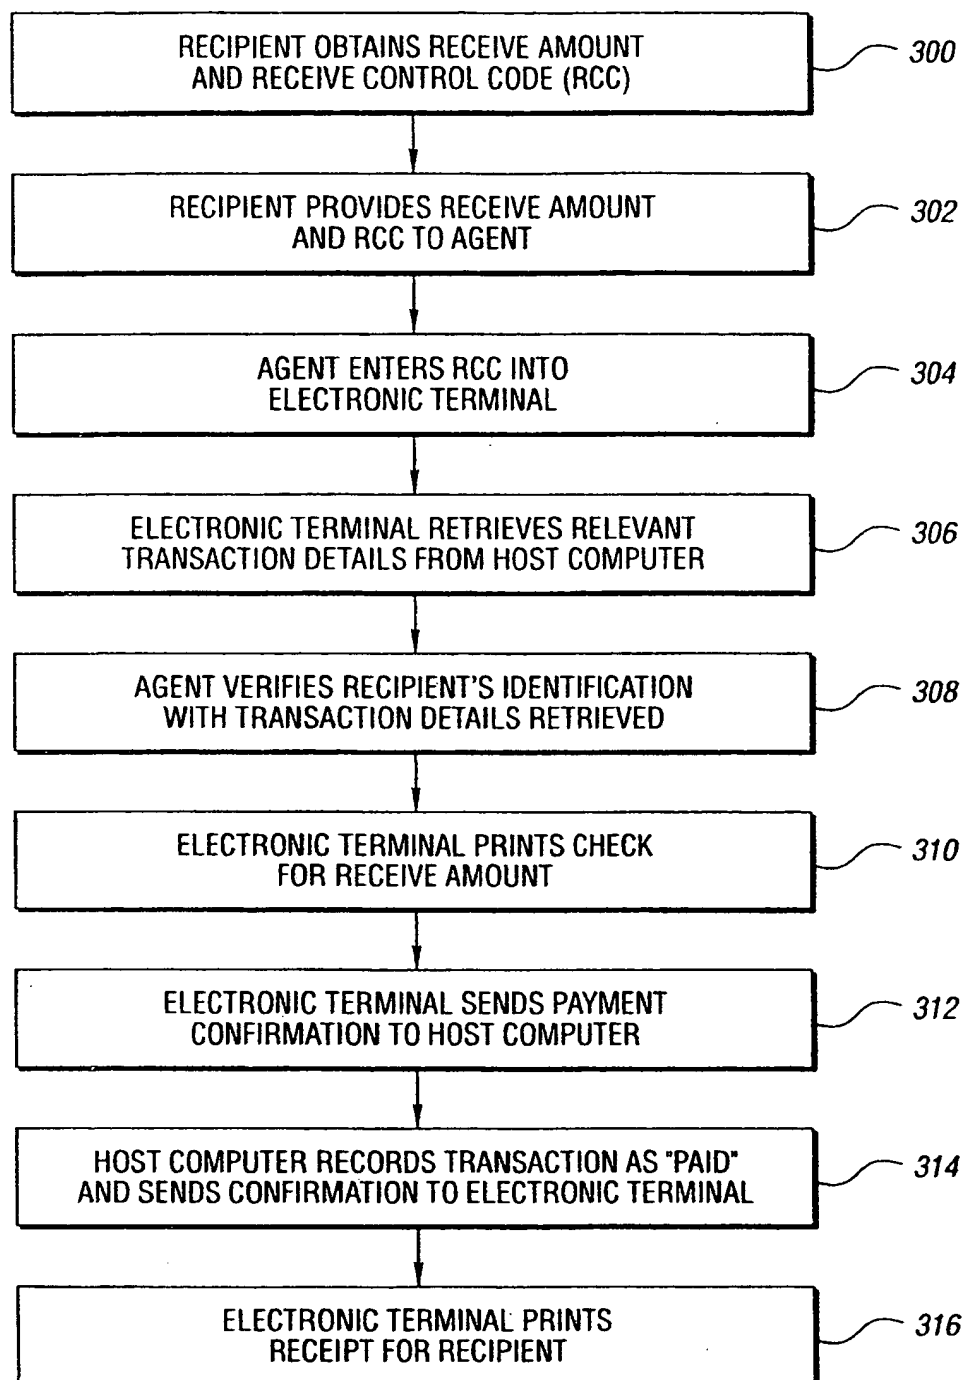 RECIPIENT OBTAINS RECEIVE AMOUNT
AND RECEIVE CONTROL CODE (RCC)
300
RECIPIENT PROVIDES RECEIVE AMOUNT
AND RCC TO AGENT
302
AGENT ENTERS RCC INTO
ELECTRONIC TERMINAL
304
ELECTRONIC TERMINAL RETRIEVES RELEVANT
TRANSACTION DETAILS FROM HOST COMPUTER
306
AGENT VERIFIES RECIPIENT'S IDENTIFICATION
WITH TRANSACTION DETAILS RETRIEVED
308
ELECTRONIC TERMINAL PRINTS CHECK
FOR RECEIVE AMOUNT
310
ELECTRONIC TERMINAL SENDS PAYMENT
CONFIRMATION TO HOST COMPUTER
312
HOST COMPUTER RECORDS TRANSACTION AS "PAID"
AND SENDS CONFIRMATION TO ELECTRONIC TERMINAL
314
ELECTRONIC TERMINAL PRINTS
RECEIPT FOR RECIPIENT
316